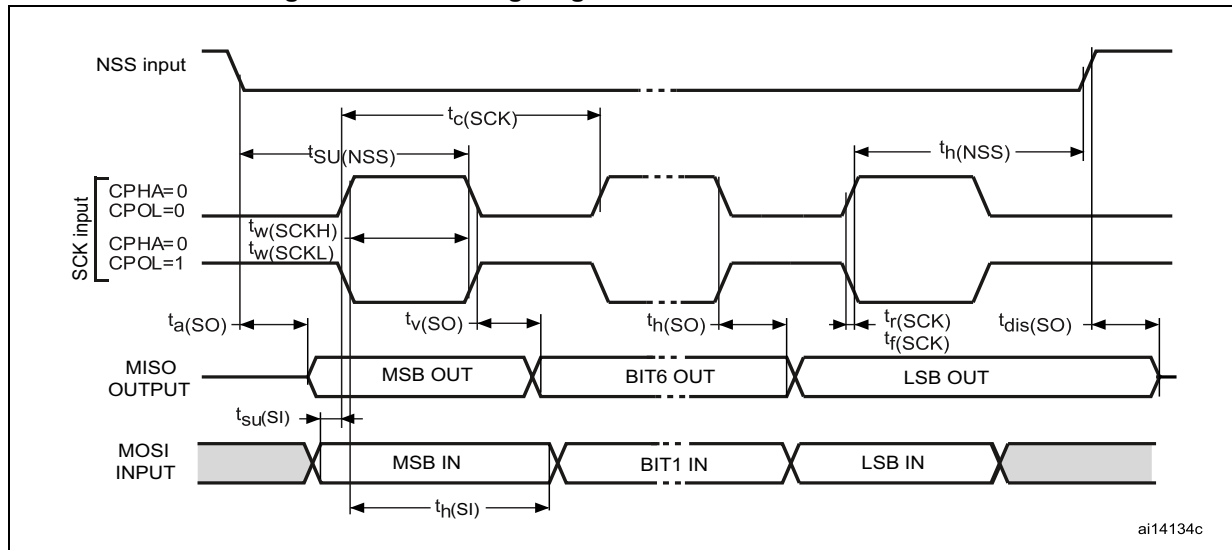 NSS input
tc(SCK)
tSU(NSS)
th(NSS)
SCK input
CPHA=0
CPOL=0
tw(SCKH)
CPHA=0
tw(SCKL)
CPOL=1
ta(SO)
tv(SO)
th(SO)
tr(SCK)
tf(SCK)
tdis(SO)
MISO
OUTPUT
MSB OUT
BIT6 OUT
LSB OUT
tsu(SI)
MOSI
INPUT
MSB IN
BIT1 IN
LSB IN
th(SI)
ai14134c